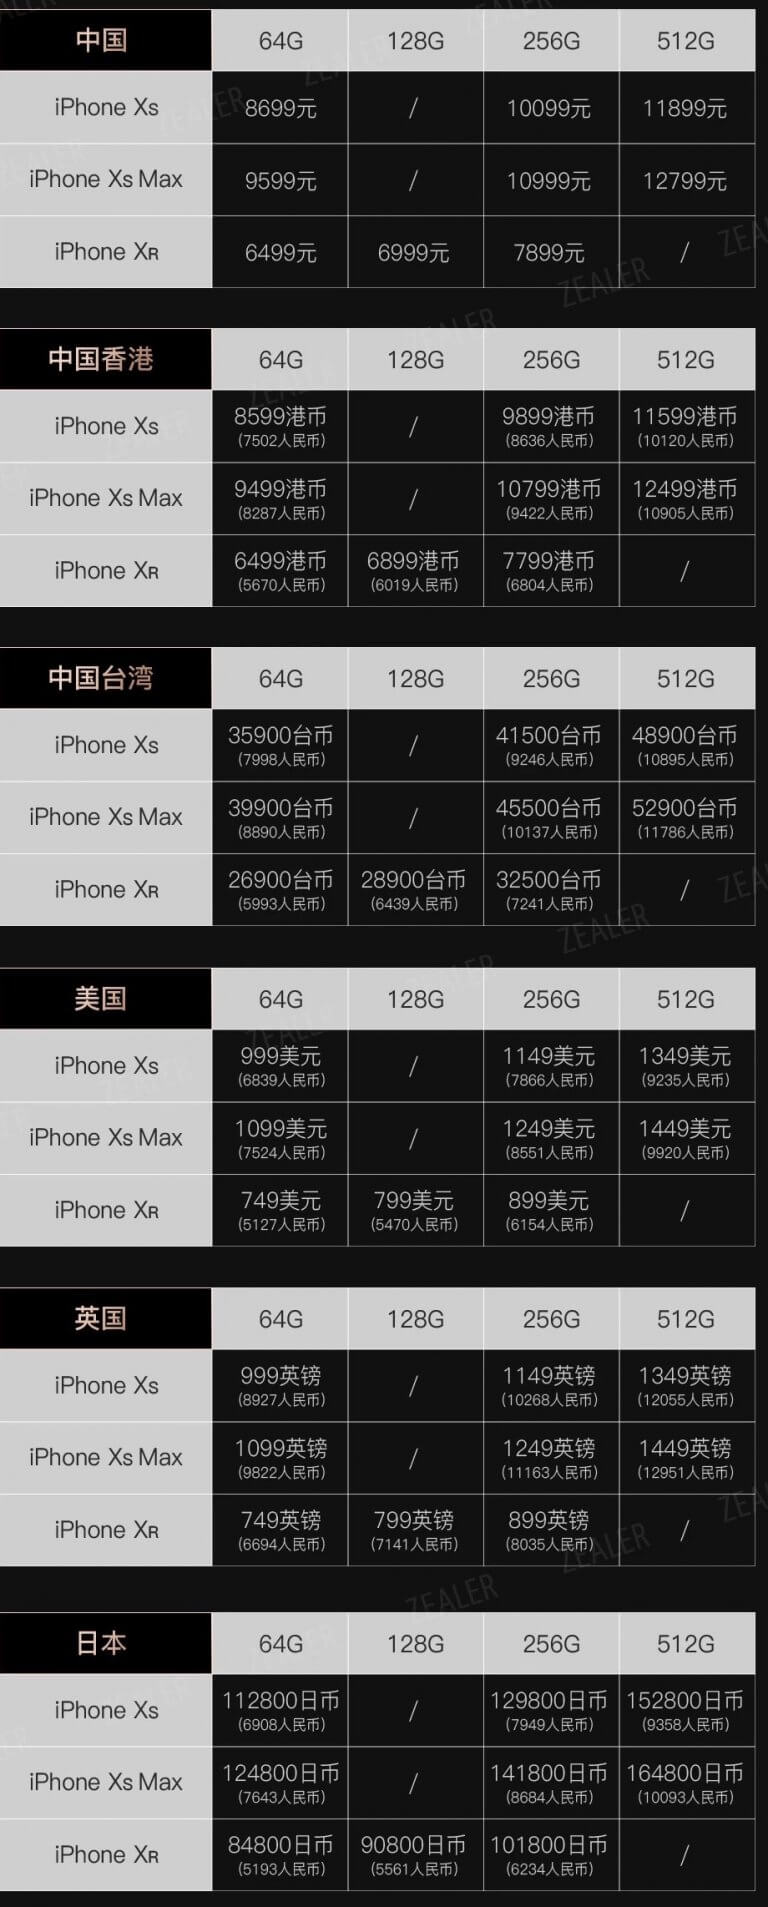 中国 64G 128G 256G 512G
iPhone Xs 8699元 / 10099元 11899元
iPhone Xs Max 9599元 / 10999元 12799元
iPhone XR 6499元 6999元 7899元 /
中国香港 64G 128G 256G 512G
iPhone Xs 8599港币 / 9899港币 11599港币
(7502人民币) (8636人民币) (10120人民币)
iPhone Xs Max 9499港币 / 10799港币 12499港币
(8287人民币) (9422人民币) (10905人民币)
iPhone XR 6499港币 6899港币 7799港币 /
(5670人民币) (6019人民币) (6804人民币)
中国台湾 64G 128G 256G 512G
iPhone Xs 35900台币 / 41500台币 48900台币
(7998人民币) (9246人民币) (10895人民币)
iPhone Xs Max 39900台币 / 45500台币 52900台币
(8890人民币) (10137人民币) (11786人民币)
iPhone XR 26900台币 28900台币 32500台币 /
(5993人民币) (6439人民币) (7241人民币)
美国 64G 128G 256G 512G
iPhone Xs 999美元 / 1149美元 1349美元
(6839人民币) (7866人民币) (9235人民币)
iPhone Xs Max 1099美元 / 1249美元 1449美元
(7524人民币) (8551人民币) (9920人民币)
iPhone XR 749美元 799美元 899美元 /
(5127人民币) (5470人民币) (6154人民币)
英国 64G 128G 256G 512G
iPhone Xs 999英镑 / 1149英镑 1349英镑
(8927人民币) (10268人民币) (12055人民币)
iPhone Xs Max 1099英镑 / 1249英镑 1449英镑
(9822人民币) (11163人民币) (12951人民币)
iPhone XR 749英镑 799英镑 899英镑 /
(6694人民币) (7141人民币) (8035人民币)
ZEALER
日本 64G 128G 256G 512G
iPhone Xs 112800日币 / 129800日币 152800日币
(6908人民币) (7949人民币) (9358人民币)
iPhone Xs Max 124800日币 / 141800日币 164800日币
(7643人民币) (8684人民币) (10093人民币)
iPhone XR 84800日币 90800日币 101800日币 /
(5193人民币) (5561人民币) (6234人民币)